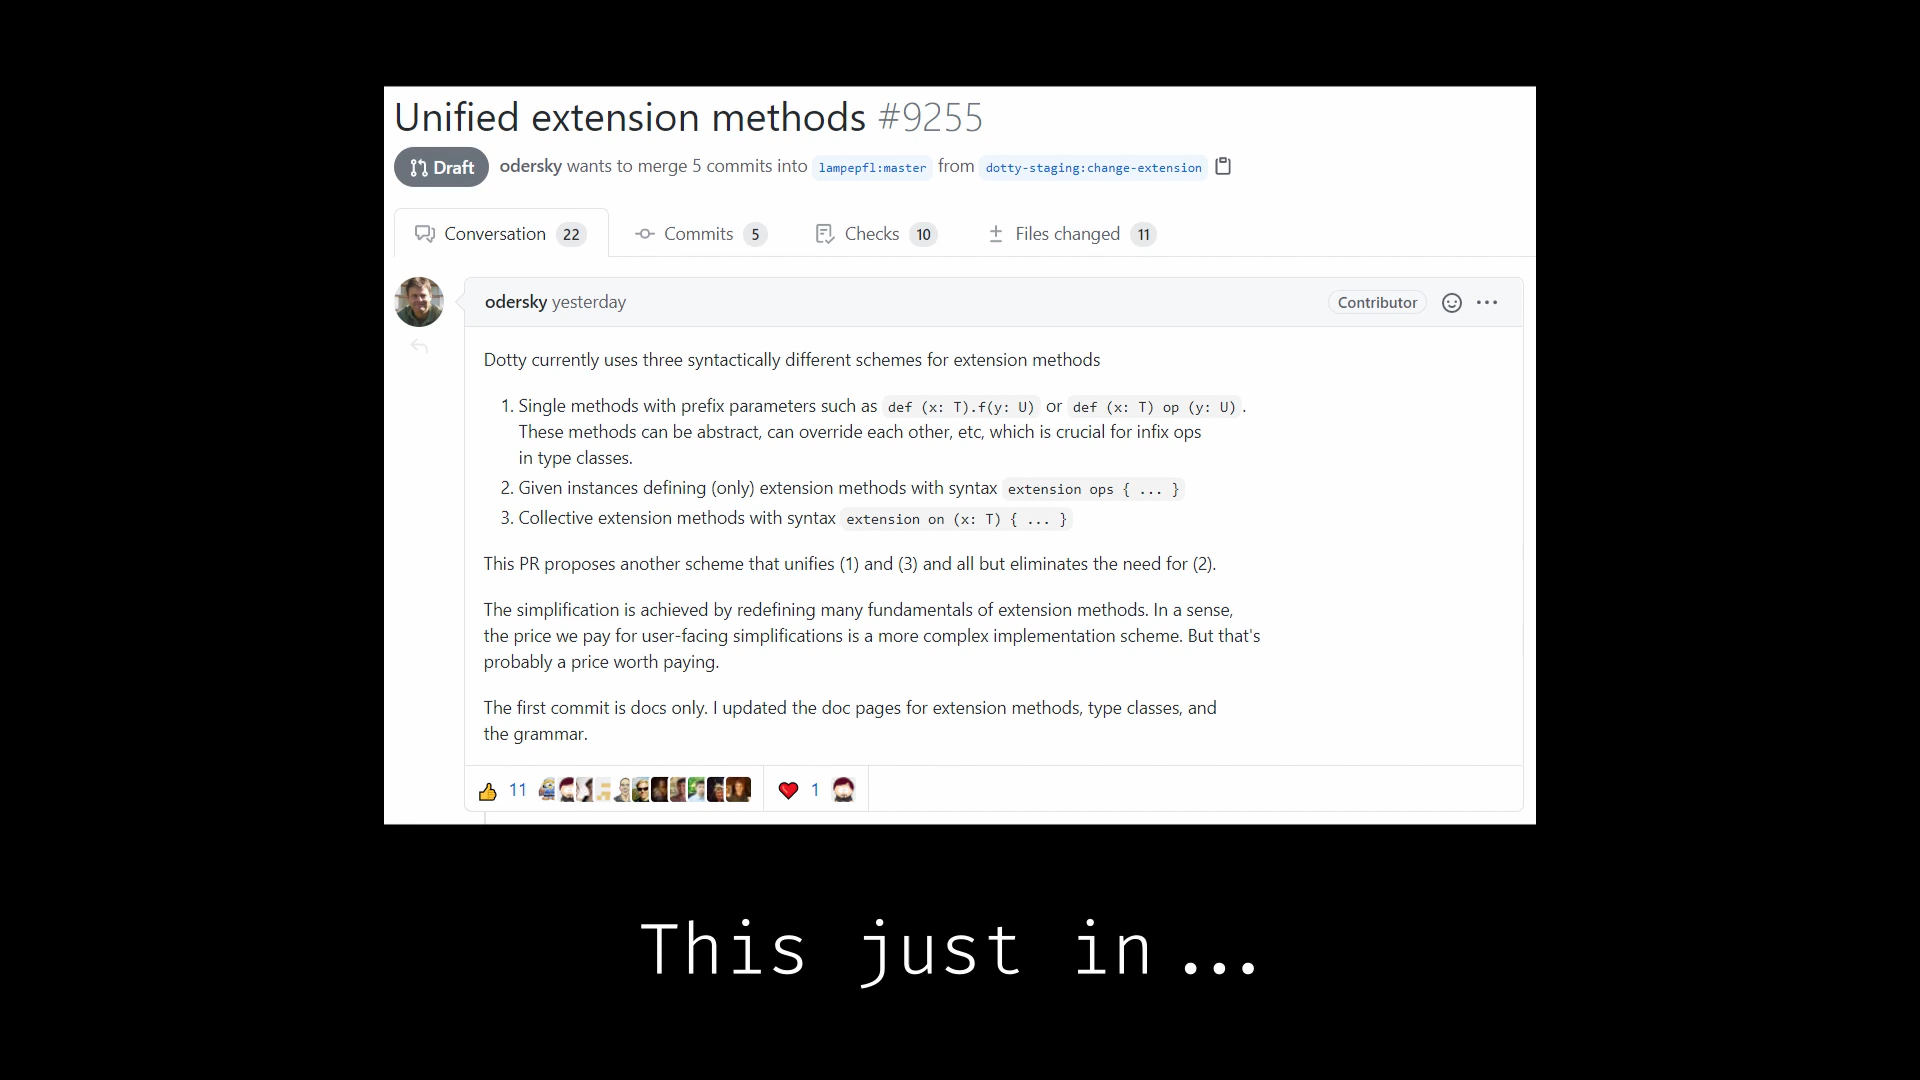 Unified extension methods #9255
Draft odersky wants to merge 5 commits into lampepfl:master from dotty-staging:change-extension
Conversation 22 Commits 5 Checks 10 Files changed 11
odersky yesterday Contributor
Dotty currently uses three syntactically different schemes for extension methods
1. Single methods with prefix parameters such as def (x: T).f(y: U) or def (x: T) op (y: U) .
These methods can be abstract, can override each other, etc, which is crucial for infix ops
in type classes.
2. Given instances defining (only) extension methods with syntax extension ops { ... }
3. Collective extension methods with syntax extension on (x: T) { ... }
This PR proposes another scheme that unifies (1) and (3) and all but eliminates the need for (2).
The simplification is achieved by redefining many fundamentals of extension methods. In a sense,
the price we pay for user-facing simplifications is a more complex implementation scheme. But that's
probably a price worth paying.
The first commit is docs only. I updated the doc pages for extension methods, type classes, and
the grammar.
11 1
This just in...